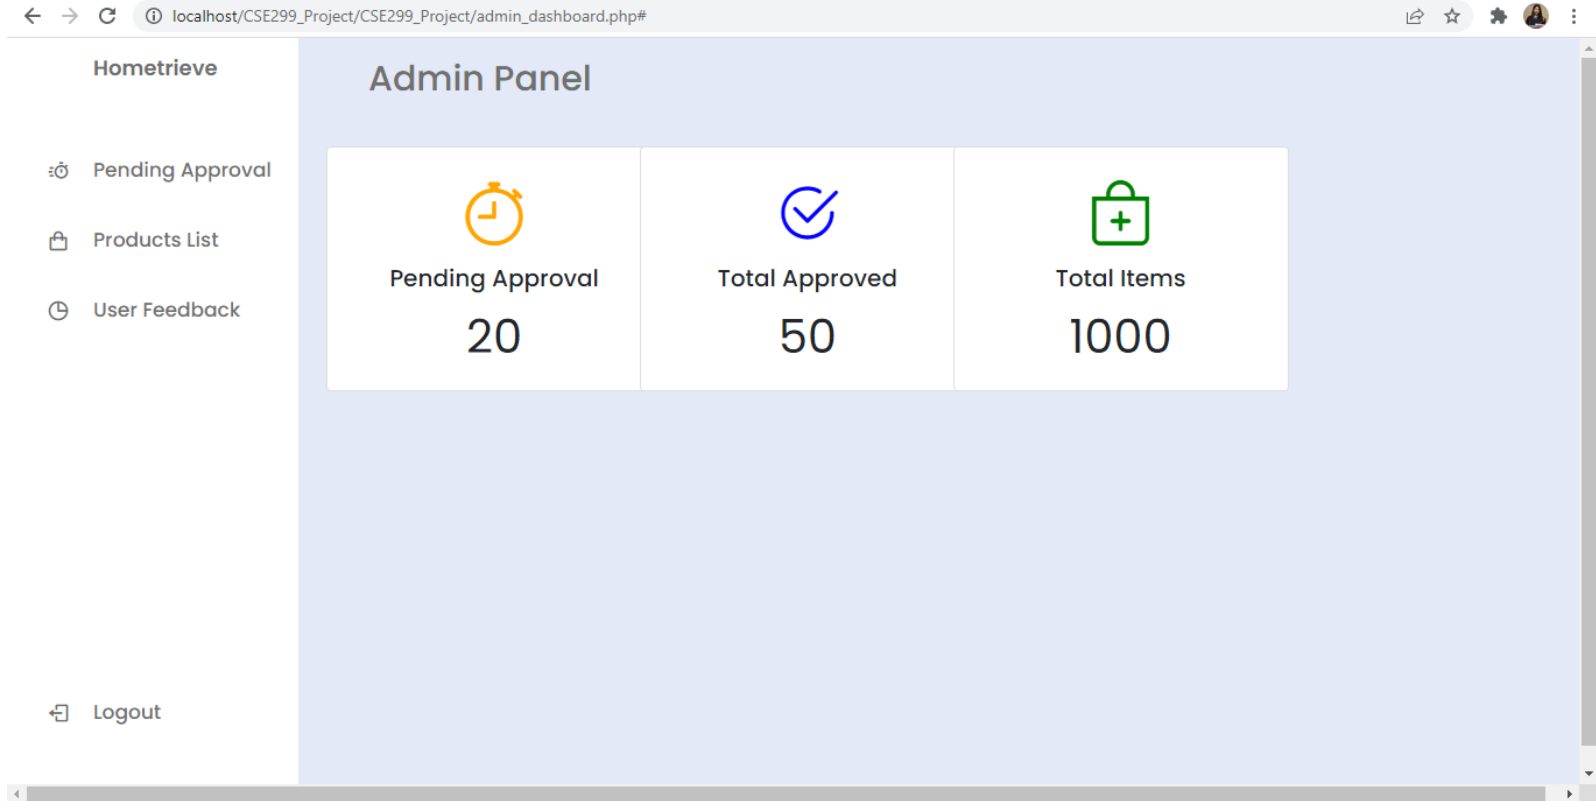 localhost/CSE299_Project/CSE299_Project/admin_dashboard.php#
Hometrieve
Admin Panel
Pending Approval
Products List
User Feedback
Logout
Pending Approval
20
Total Approved
50
Total Items
1000